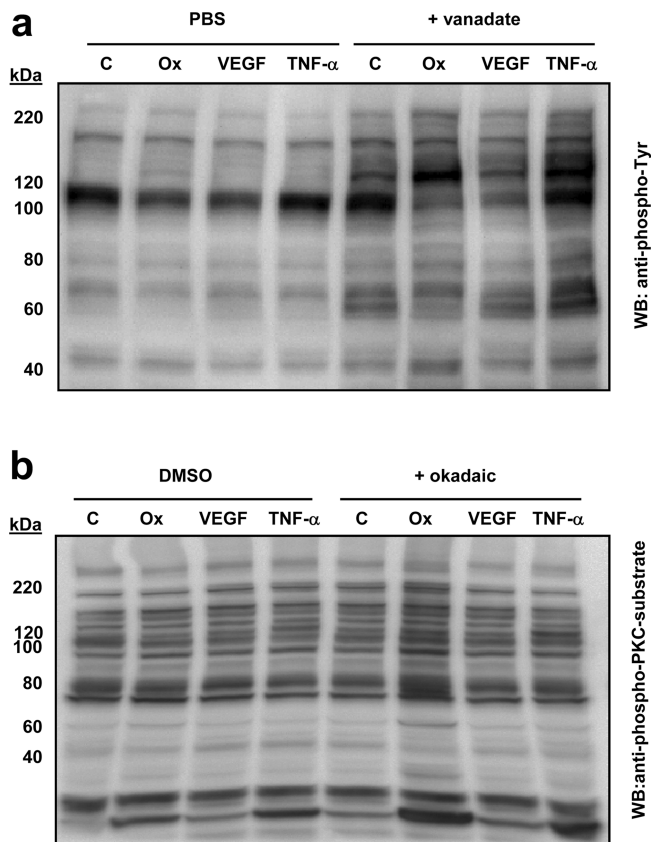 a
PBS
+ vanadate
kDa
C Ox VEGF TNF-α C Ox VEGF TNF-α
220
120
100
80
60
40
WB: anti-phospho-Tyr
b
DMSO
+ okadaic
kDa
C Ox VEGF TNF-α C Ox VEGF TNF-α
220
120
100
80
60
40
22
WB:anti-phospho-PKC-substrate